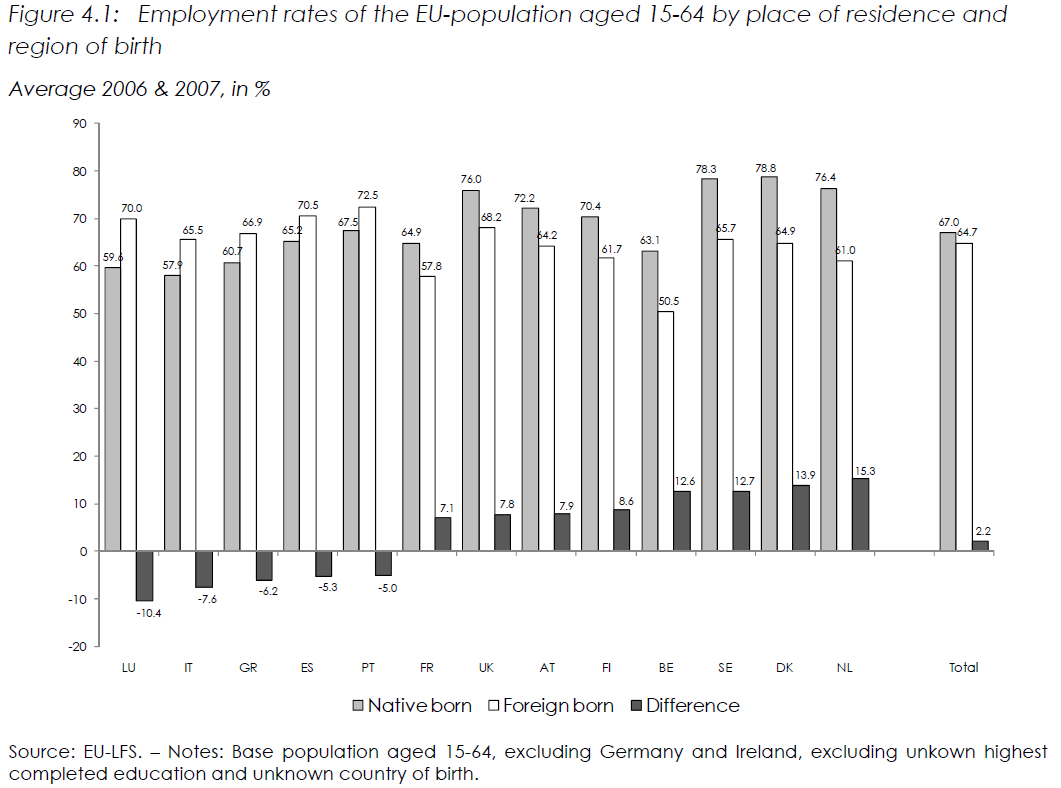 Figure 4.1: Employment rates of the EU-population aged 15-64 by place of residence and
region of birth
Average 2006 & 2007, in %
90
80
70
60
50
40
30
20
10
0
-10
-20
59.6 70.0 -10.4
57.9 65.5 -7.6
60.7 66.9 -6.2
65.2 70.5 -5.3
67.5 72.5 -5.0
64.9 57.8 7.1
76.0 68.2 7.8
72.2 64.2 7.9
70.4 61.7 8.6
63.1 50.5 12.6
78.3 65.7 12.7
78.8 64.9 13.9
76.4 61.0 15.3
67.0 64.7 2.2
LU IT GR ES PT FR UK AT FI BE SE DK NL Total
Native born Foreign born Difference
Source: EU-LFS. – Notes: Base population aged 15-64, excluding Germany and Ireland, excluding unkown highest
completed education and unknown country of birth.